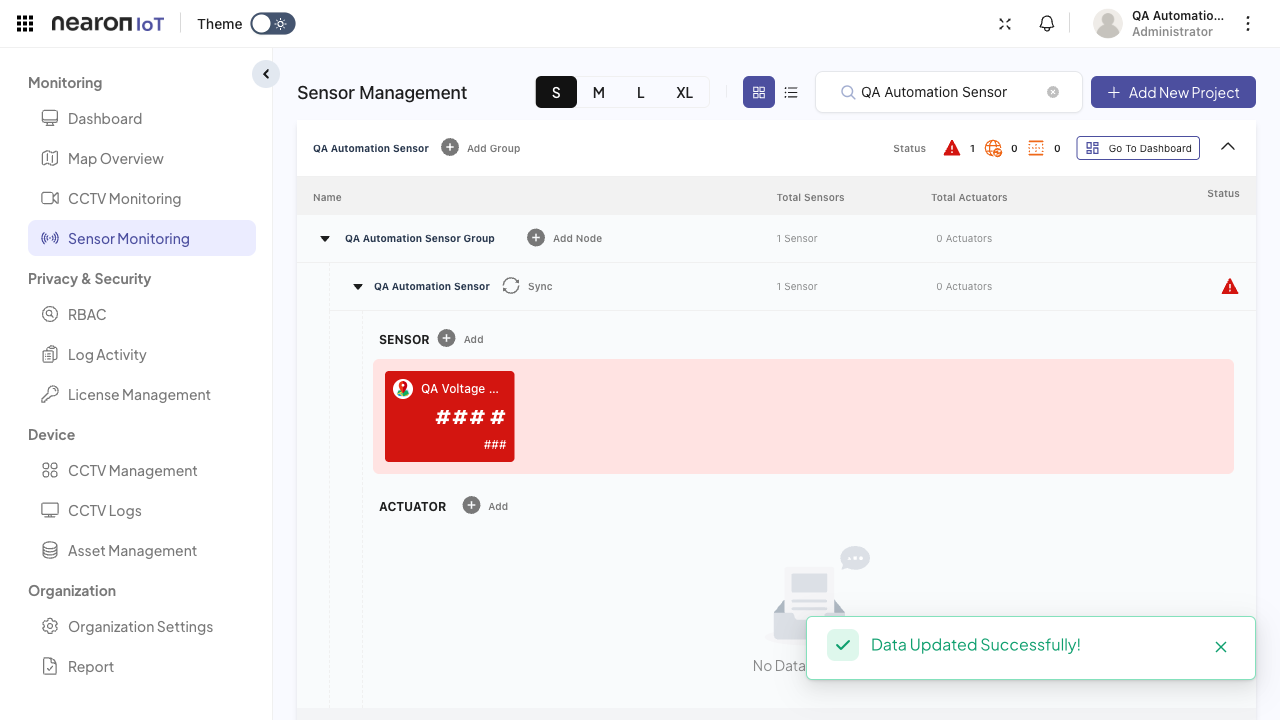 nearon IoT
Theme
QA Automatio...
Administrator
Monitoring
Dashboard
Map Overview
CCTV Monitoring
Sensor Monitoring
Privacy & Security
RBAC
Log Activity
License Management
Device
CCTV Management
CCTV Logs
Asset Management
Organization
Organization Settings
Report
Sensor Management
S M L XL
QA Automation Sensor
Add New Project
QA Automation Sensor Add Group
Status 1 0 0 Go To Dashboard
Name Total Sensors Total Actuators Status
QA Automation Sensor Group Add Node 1 Sensor 0 Actuators
QA Automation Sensor Sync 1 Sensor 0 Actuators
SENSOR Add
QA Voltage ...
####
###
ACTUATOR Add
No Data
Data Updated Successfully!